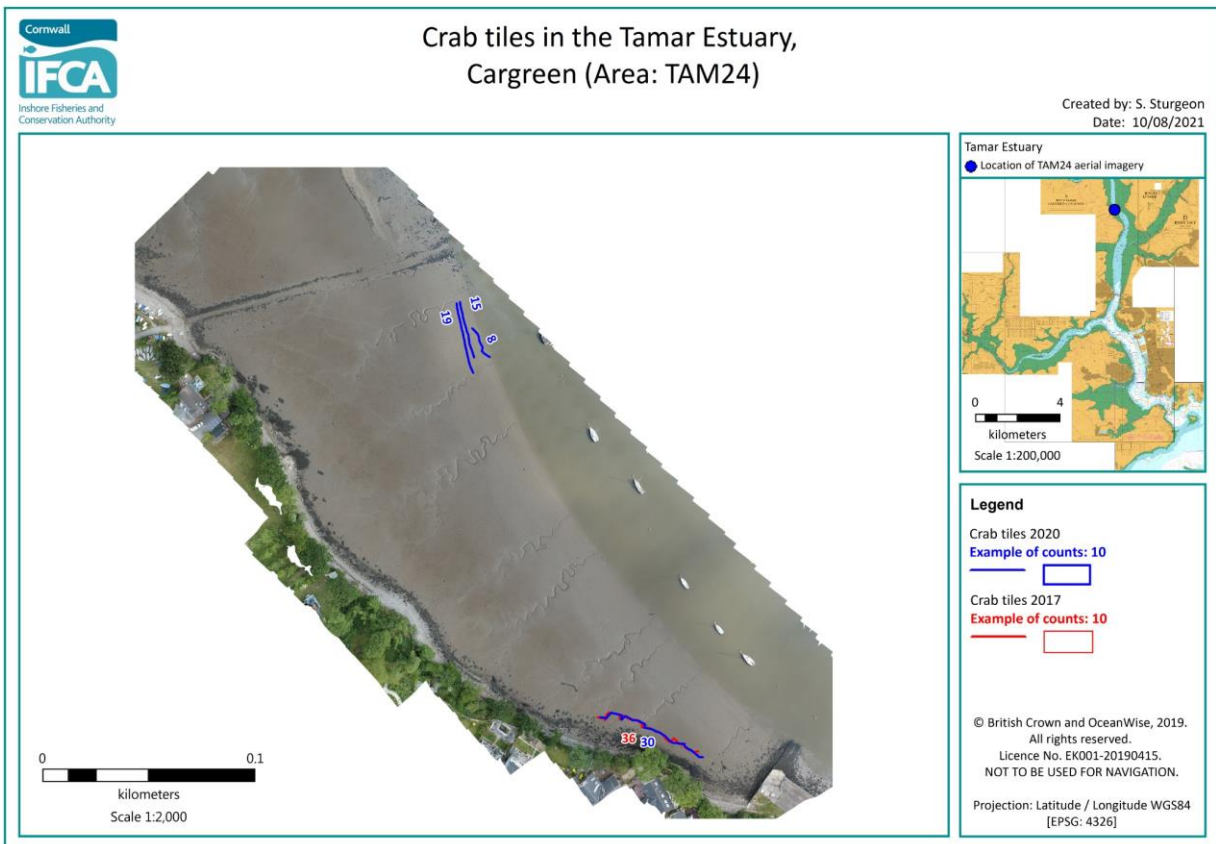 Cornwall
IFCA
Inshore Fisheries and
Conservation Authority
Crab tiles in the Tamar Estuary,
Cargreen (Area: TAM24)
Created by: S. Sturgeon
Date: 10/08/2021
15
19
8
36 30
0 0.1
kilometers
Scale 1:2,000
Tamar Estuary
Location of TAM24 aerial imagery
0 4
kilometers
Scale 1:200,000
Legend
Crab tiles 2020
Example of counts: 10
Crab tiles 2017
Example of counts: 10
© British Crown and OceanWise, 2019.
All rights reserved.
Licence No. EK001-20190415.
NOT TO BE USED FOR NAVIGATION.
Projection: Latitude / Longitude WGS84
[EPSG: 4326]